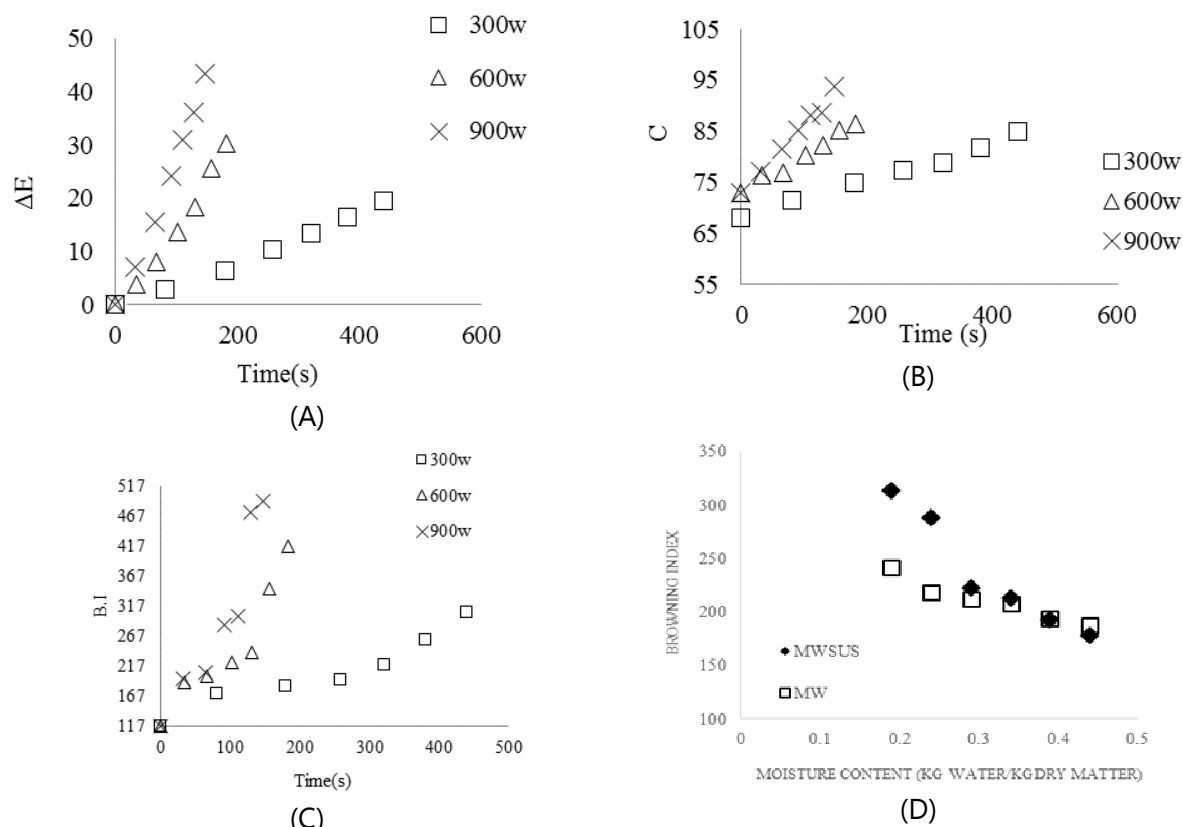 50
40
30
20
10
0
ΔE
0 200 400 600
Time(s)
300w
600w
900w
(A)
105
95
85
75
65
55
C
0 200 400 600
Time (s)
300w
600w
900w
(B)
517
467
417
367
317
267
217
167
117
B.I
0 100 200 300 400 500
Time(s)
300w
600w
900w
(C)
350
300
250
200
150
100
BROWNING INDEX
MWSUS
MW
0 0.1 0.2 0.3 0.4 0.5
MOISTURE CONTENT (KG WATER/KG DRY MATTER)
(D)